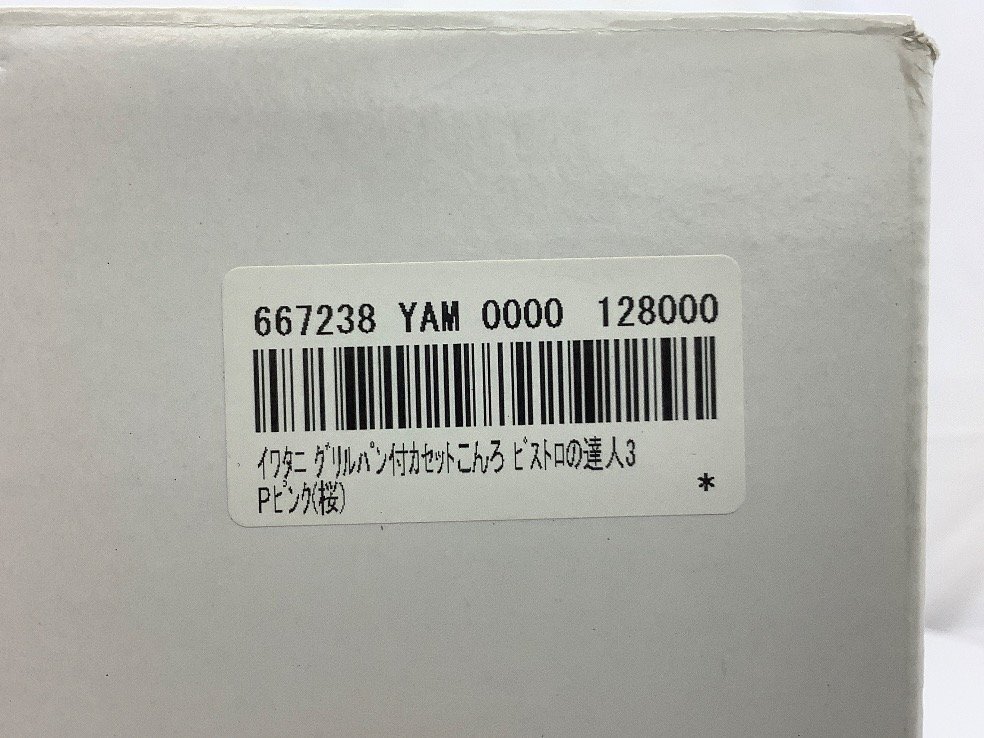 667238 YAM 0000 128000
ｲﾜﾀﾆ ｸﾞﾘﾙﾊﾟﾝ付ｶｾｯﾄこんろ ﾋﾞｽﾄﾛの達人3
Pﾋﾟﾝｸ(桜)
*